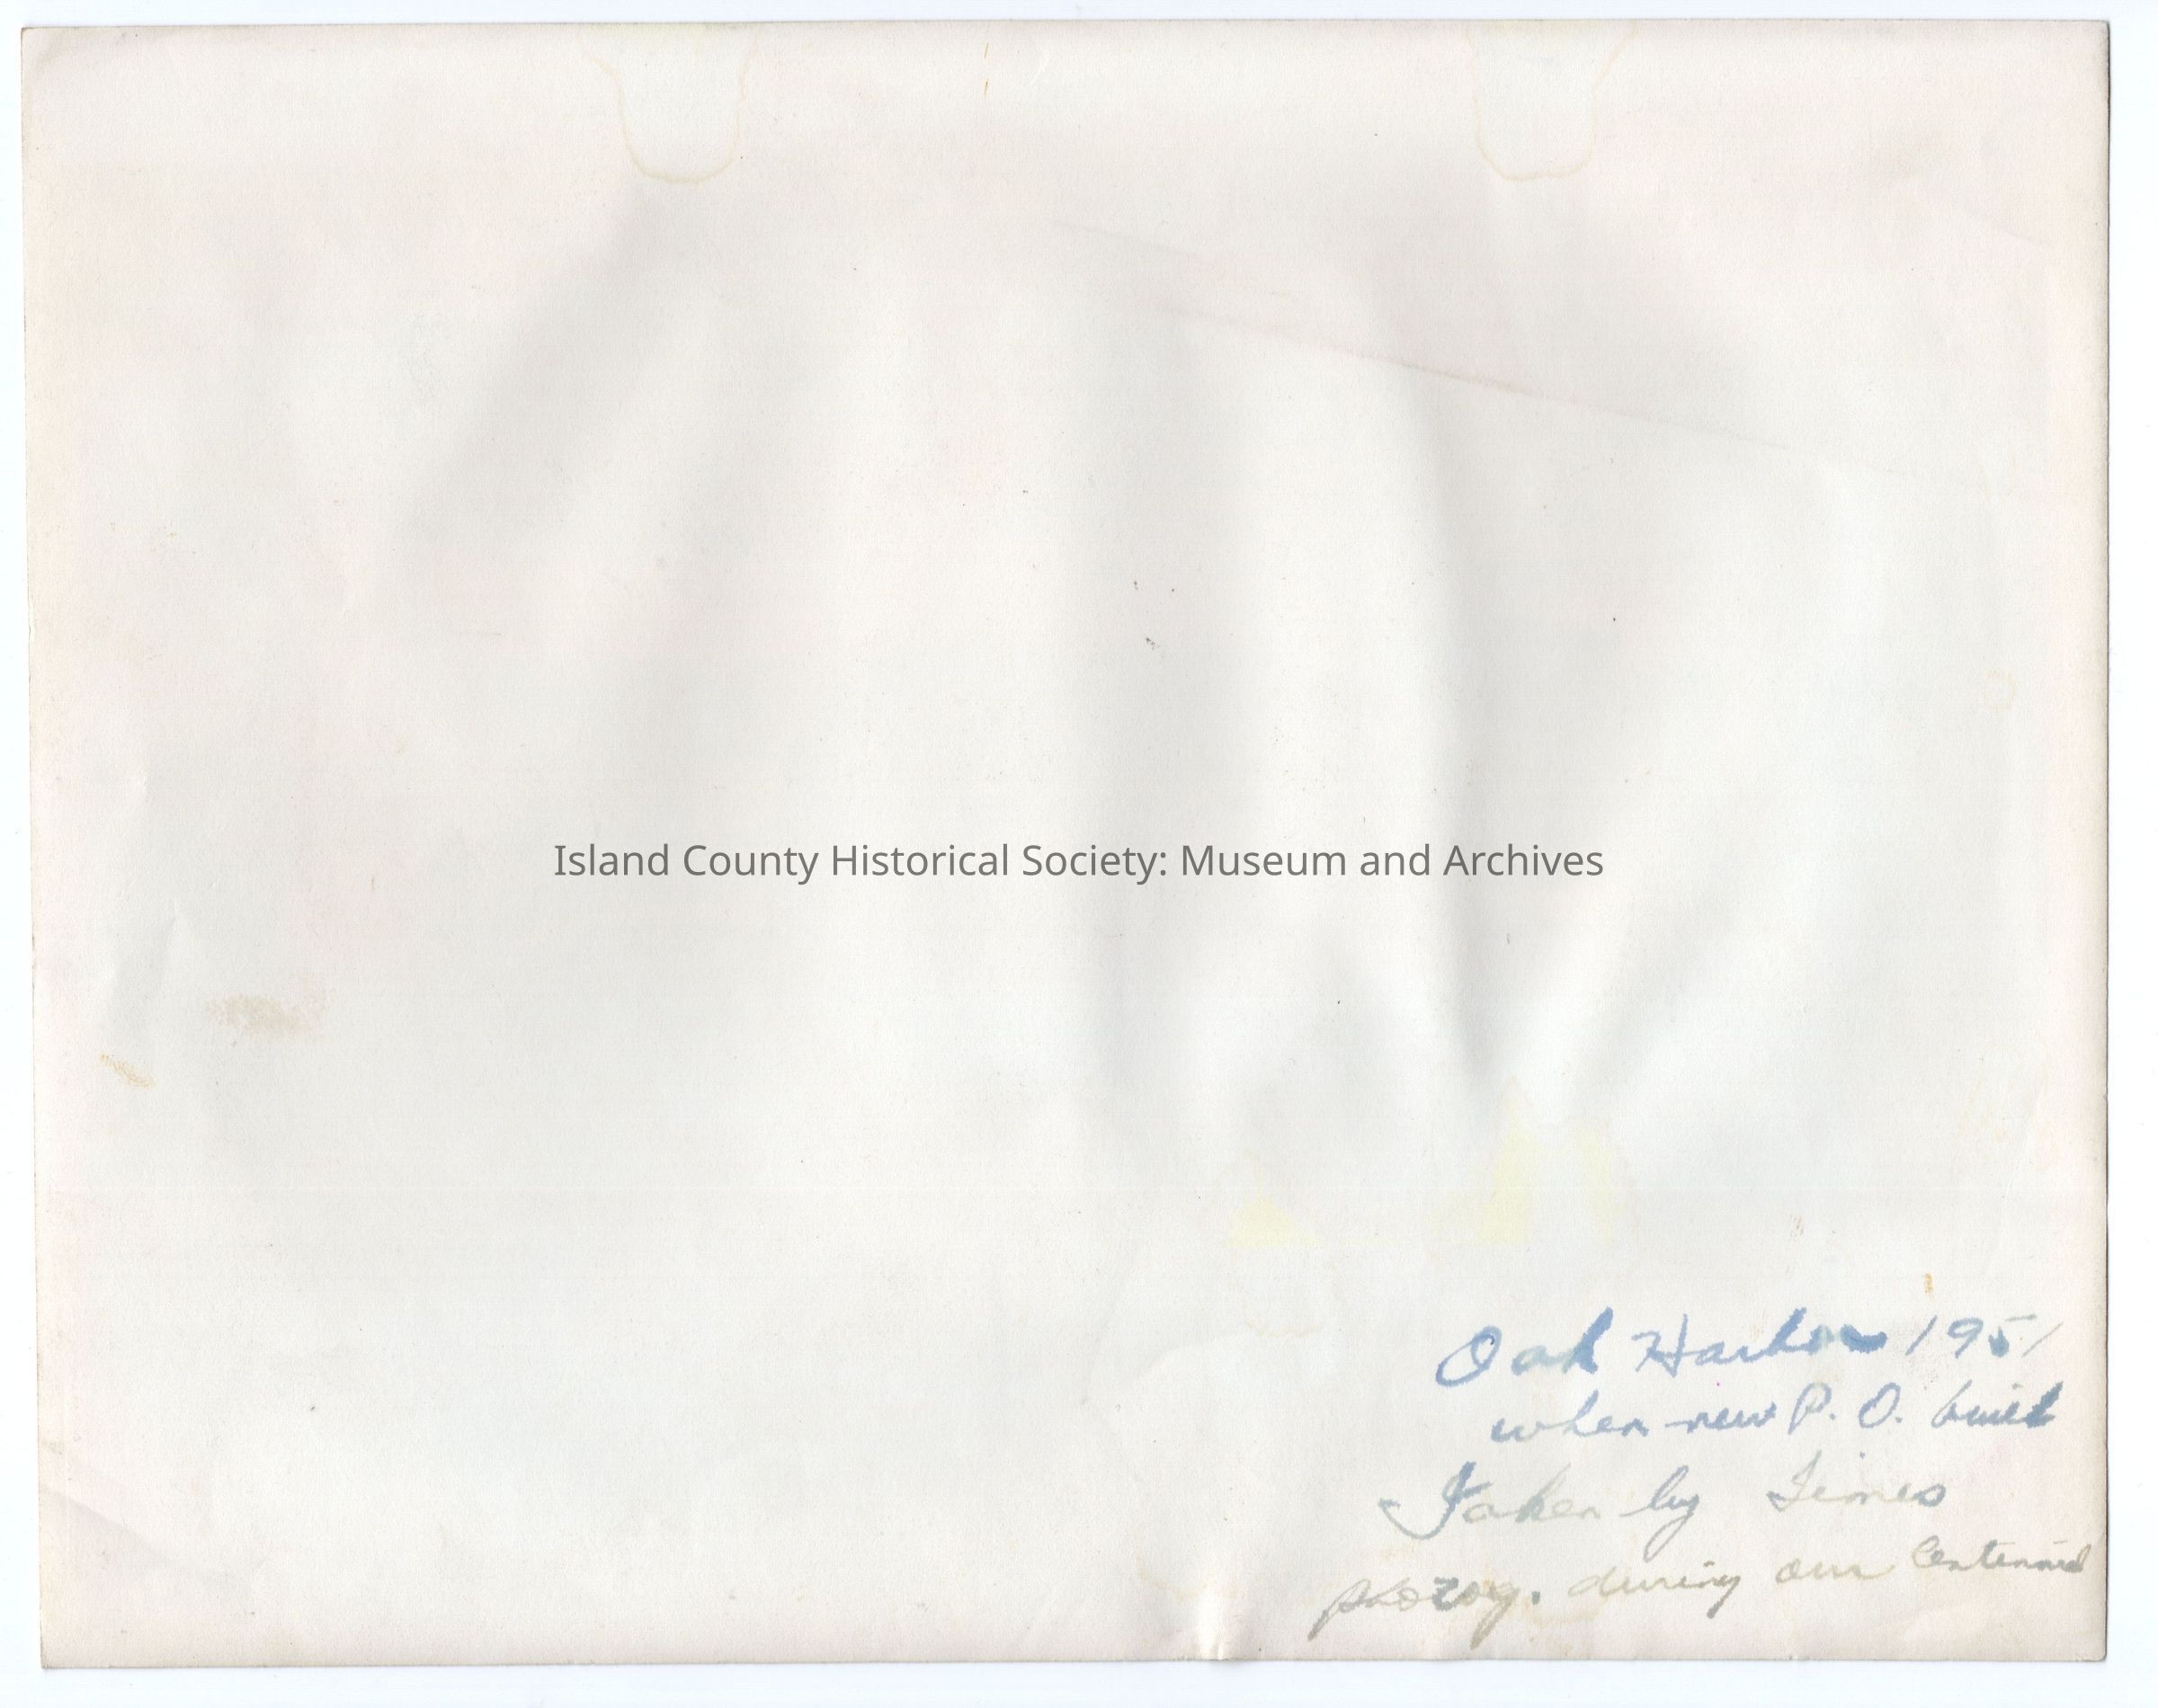 Island County Historical Society: Museum and Archives
Oak Harbor 1951
when new P. O. built
Taken by Times
photog. during our Centennial